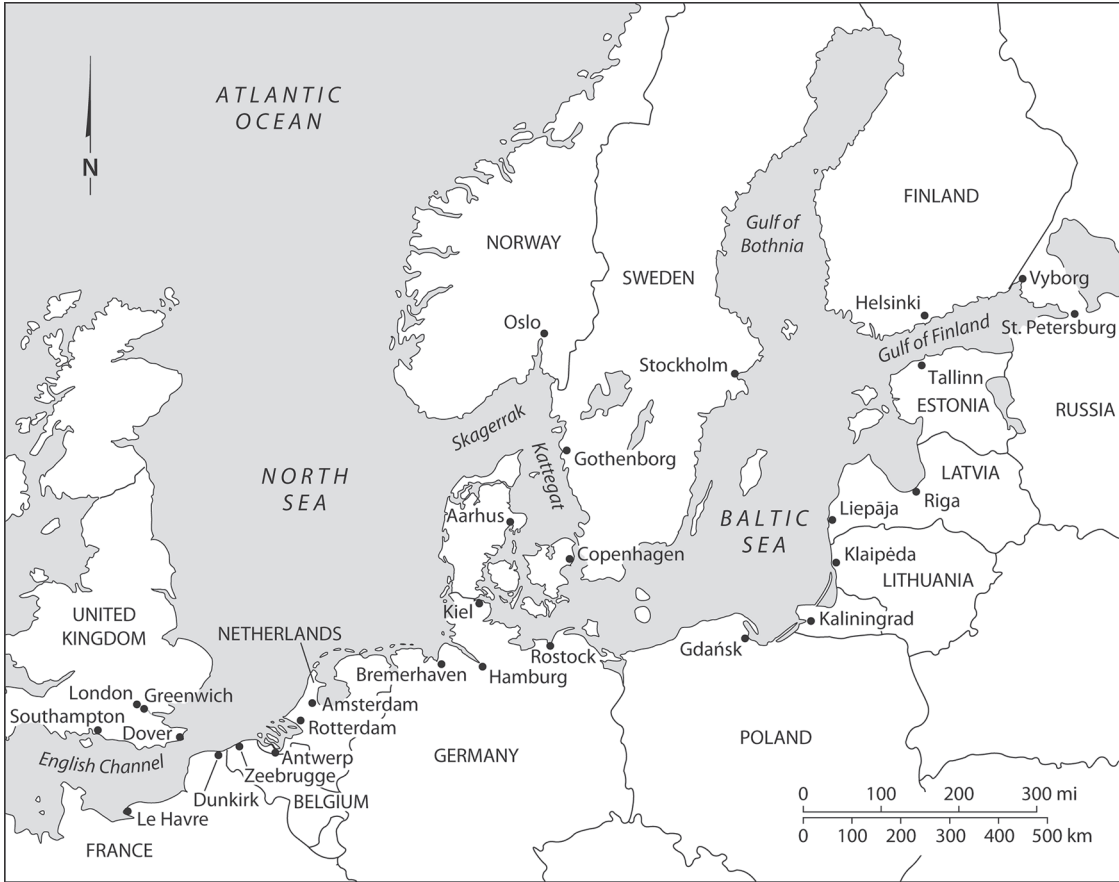 ATLANTIC
OCEAN
N
FINLAND
Gulf of
Bothnia
NORWAY
SWEDEN
Vyborg
Helsinki
Oslo
Gulf of Finland
St. Petersburg
Stockholm
Tallinn
ESTONIA
RUSSIA
Skagerrak
Kattegat
Gothenborg
NORTH
SEA
LATVIA
Riga
Liepāja
Aarhus
BALTIC
SEA
Copenhagen
Klaipėda
LITHUANIA
Kiel
UNITED
KINGDOM
NETHERLANDS
Kaliningrad
Gdańsk
Rostock
Bremerhaven
Hamburg
London
Greenwich
Amsterdam
Southampton
Dover
Rotterdam
English Channel
Antwerp
Zeebrugge
GERMANY
POLAND
Dunkirk
BELGIUM
Le Havre
FRANCE
0 100 200 300 mi
0 100 200 300 400 500 km